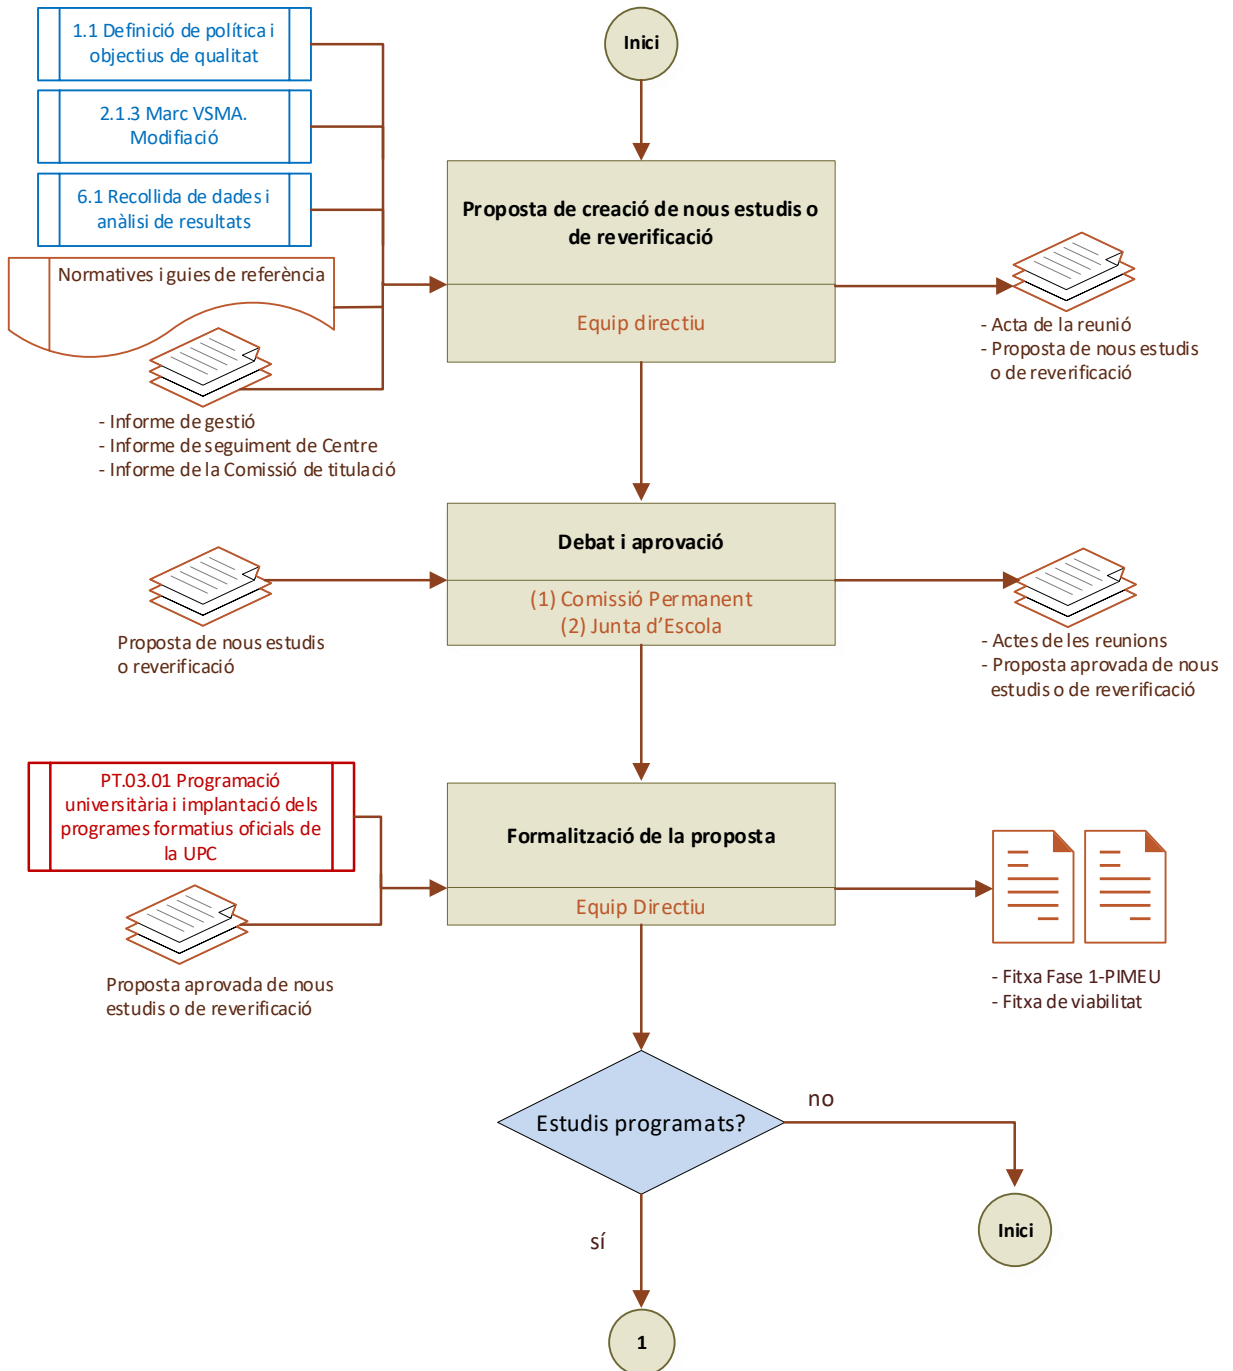 1.1 Definició de política i
objectius de qualitat
Inici
2.1.3 Marc VSMA.
Modifiació
6.1 Recollida de dades i
anàlisi de resultats
Proposta de creació de nous estudis o
de reverificació
Normatives i guies de referència
Equip directiu
- Acta de la reunió
- Proposta de nous estudis
o de reverificació
- Informe de gestió
- Informe de seguiment de Centre
- Informe de la Comissió de titulació
Debat i aprovació
(1) Comissió Permanent
(2) Junta d’Escola
Proposta de nous estudis
o reverificació
- Actes de les reunions
- Proposta aprovada de nous
estudis o de reverificació
PT.03.01 Programació
universitària i implantació dels
programes formatius oficials de
la UPC
Formalització de la proposta
Equip Directiu
Proposta aprovada de nous
estudis o de reverificació
- Fitxa Fase 1-PIMEU
- Fitxa de viabilitat
Estudis programats?
no
Inici
sí
1